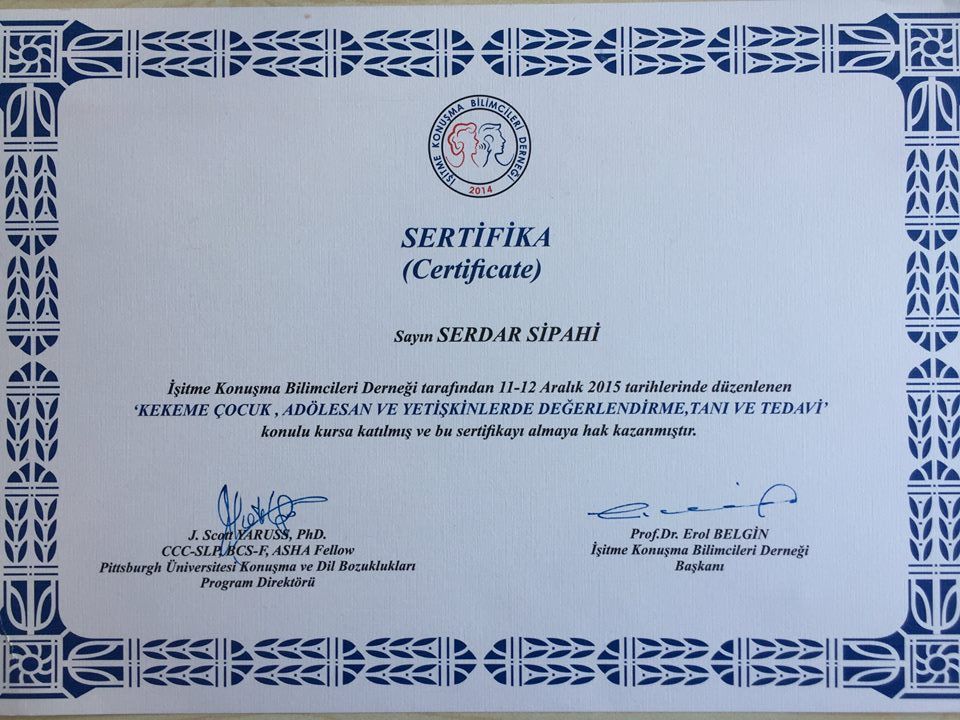 İŞİTME KONUŞMA BİLİMCİLERİ DERNEĞİ
2014
SERTİFİKA
(Certificate)
Sayın SERDAR SİPAHİ
İşitme Konuşma Bilimcileri Derneği tarafından 11-12 Aralık 2015 tarihlerinde düzenlenen
‘KEKEME ÇOCUK , ADÖLESAN VE YETİŞKİNLERDE DEĞERLENDİRME,TANI VE TEDAVİ’
konulu kursa katılmış ve bu sertifikayı almaya hak kazanmıştır.
J. Scott YARUSS, PhD.
CCC-SLP, BCS-F, ASHA Fellow
Pittsburgh Üniversitesi Konuşma ve Dil Bozuklukları
Program Direktörü
Prof.Dr. Erol BELGİN
İşitme Konuşma Bilimcileri Derneği
Başkanı